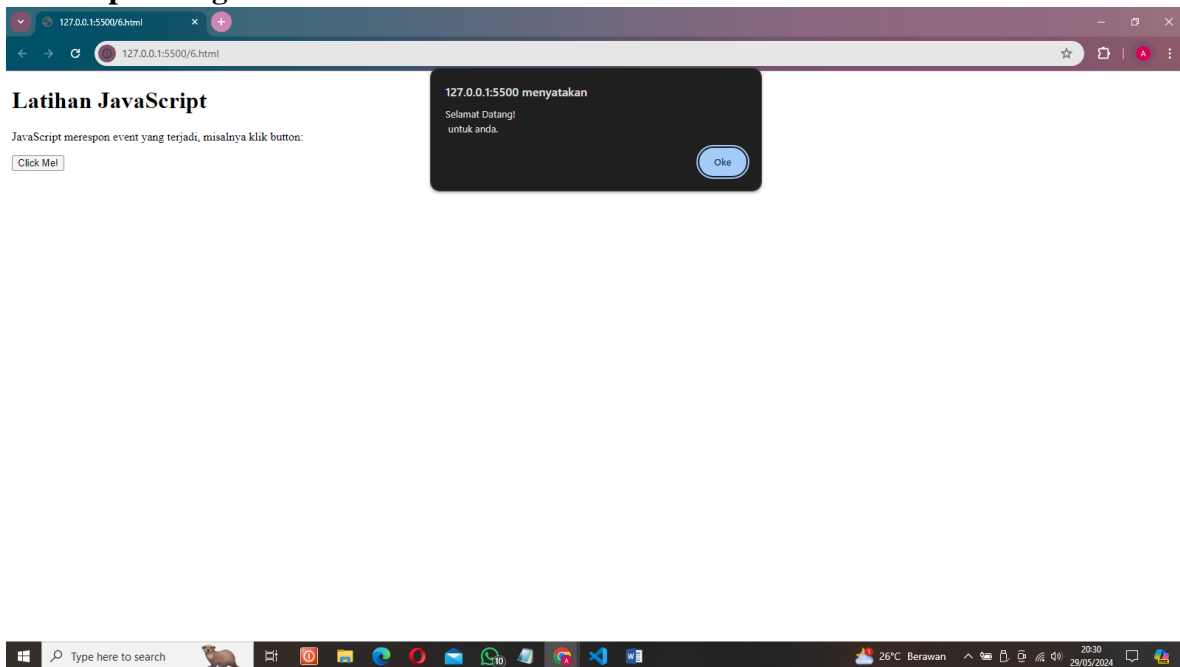 127.0.0.1:5500/6.html
127.0.0.1:5500/6.html
A
Latihan JavaScript
JavaScript merespon event yang terjadi, misalnya klik button:
Click Me!
127.0.0.1:5500 menyatakan
Selamat Datang!
untuk anda.
Oke
Type here to search
10
26°C Berawan
20:30
29/05/2024